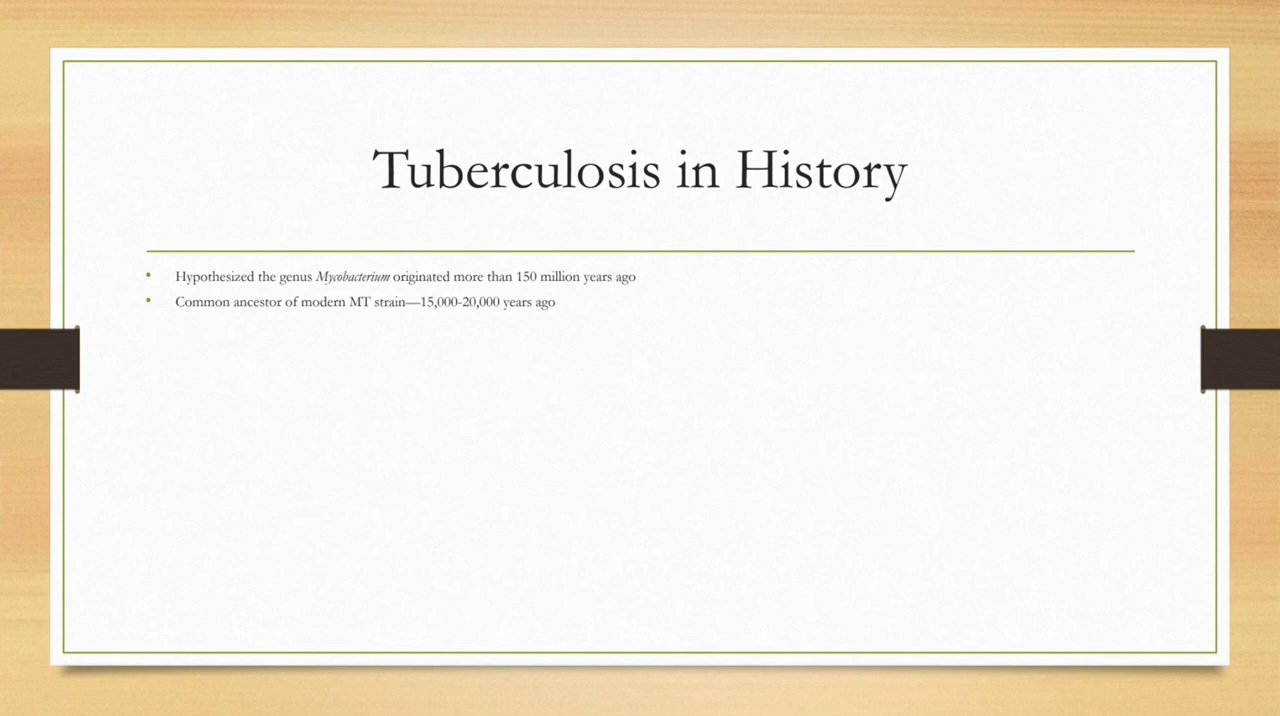 Tuberculosis in History
• Hypothesized the genus Mycobacterium originated more than 150 million years ago
• Common ancestor of modern MT strain—15,000-20,000 years ago